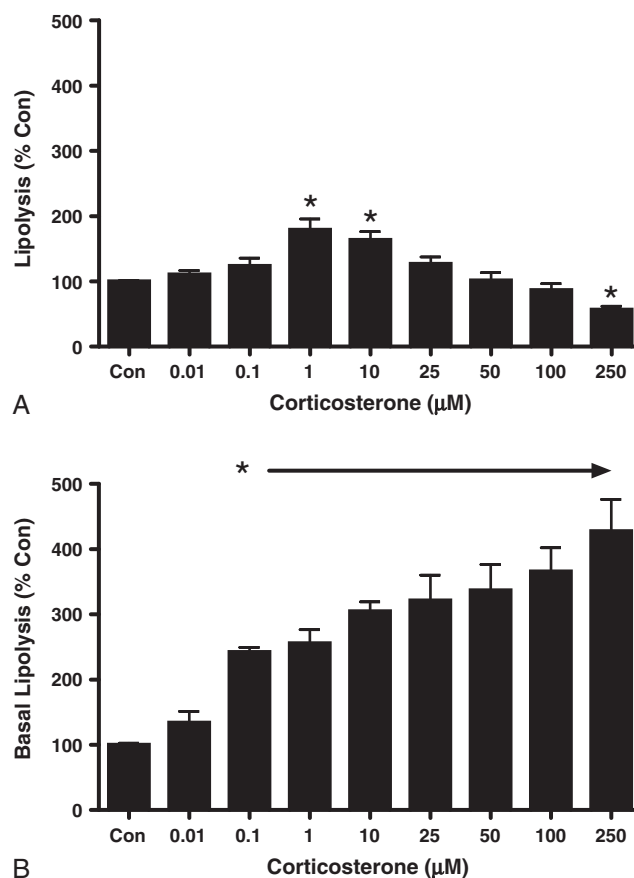 500
400
300
200
100
0
Lipolysis (% Con)
* * *
Con 0.01 0.1 1 10 25 50 100 250
A Corticosterone (μM)
*
500
400
300
200
100
0
Basal Lipolysis (% Con)
Con 0.01 0.1 1 10 25 50 100 250
B Corticosterone (μM)